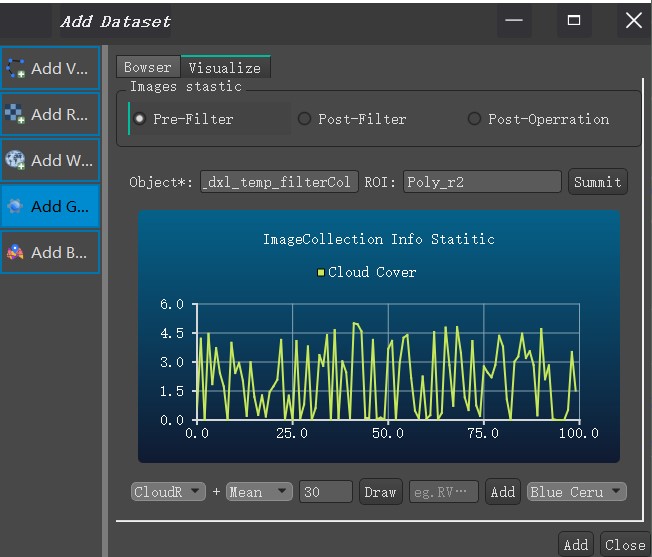 Add Dataset
Add V...
Add R...
Add W...
Add G...
Add B...
Bowser Visualize
Images stastic
Pre-Filter Post-Filter Post-Operration
Object*: _dxl_temp_filterCol ROI: Poly_r2 Summit
ImageCollection Info Statitic
Cloud Cover
6.0
4.5
3.0
1.5
0.0
0.0 25.0 50.0 75.0 100.0
CloudR + Mean 30 Draw eg.RV⋯ Add Blue Ceru
Add Close